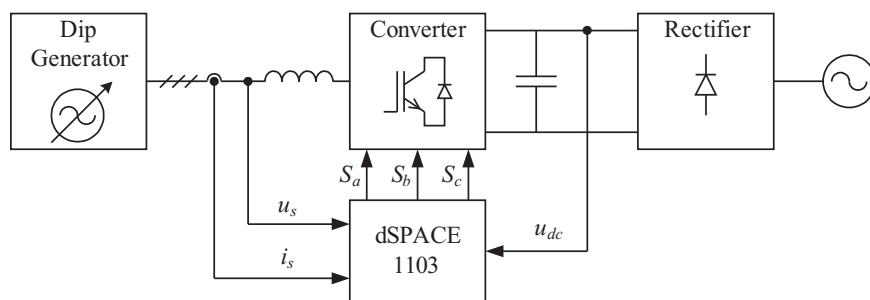 Dip
Generator
Converter
Rectifier
S_a
S_b
S_c
u_s
dSPACE
1103
u_dc
i_s